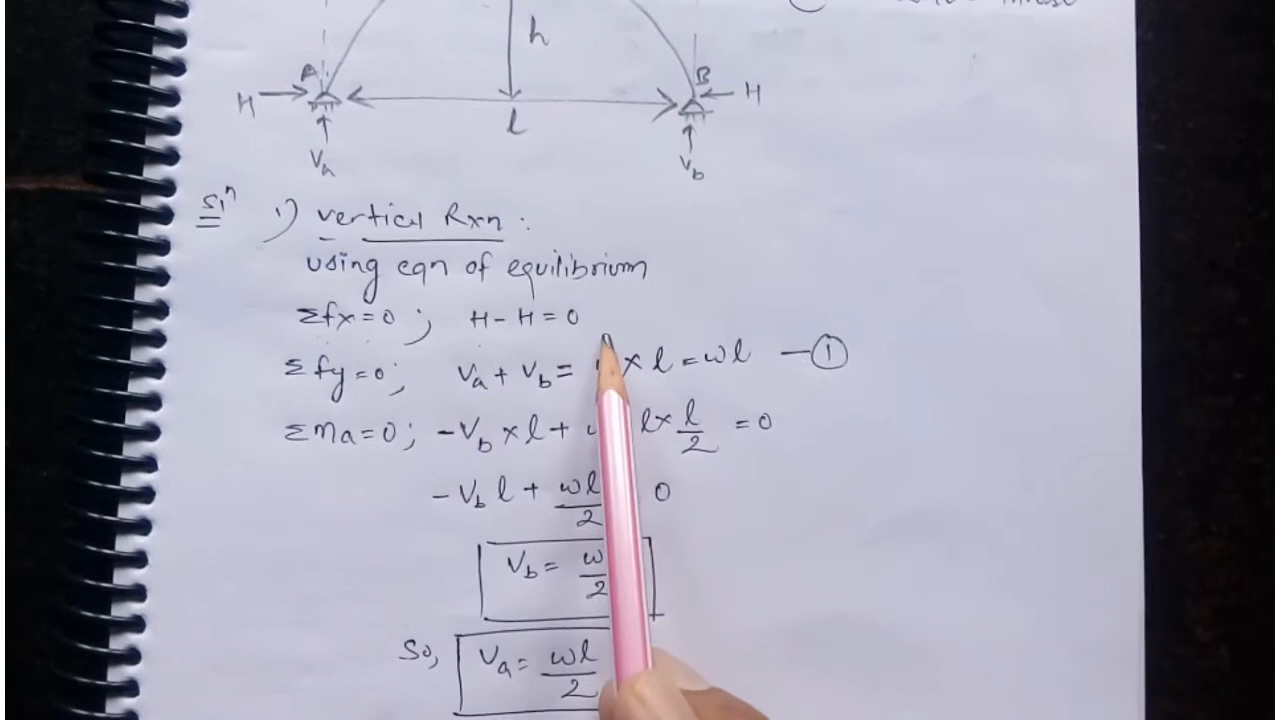 h
A B
H H
l
Va Vb
Solⁿ 1) vertical Rxn :
using eqn of equilibrium
Σfx = 0 ; H - H = 0
Σfy = 0 ; Va + Vb = × l = wl — ①
Σma = 0 ; - Vb × l + l × l/2 = 0
- Vb l + wl/2 0
Vb = w/2
So, Va = wl/2